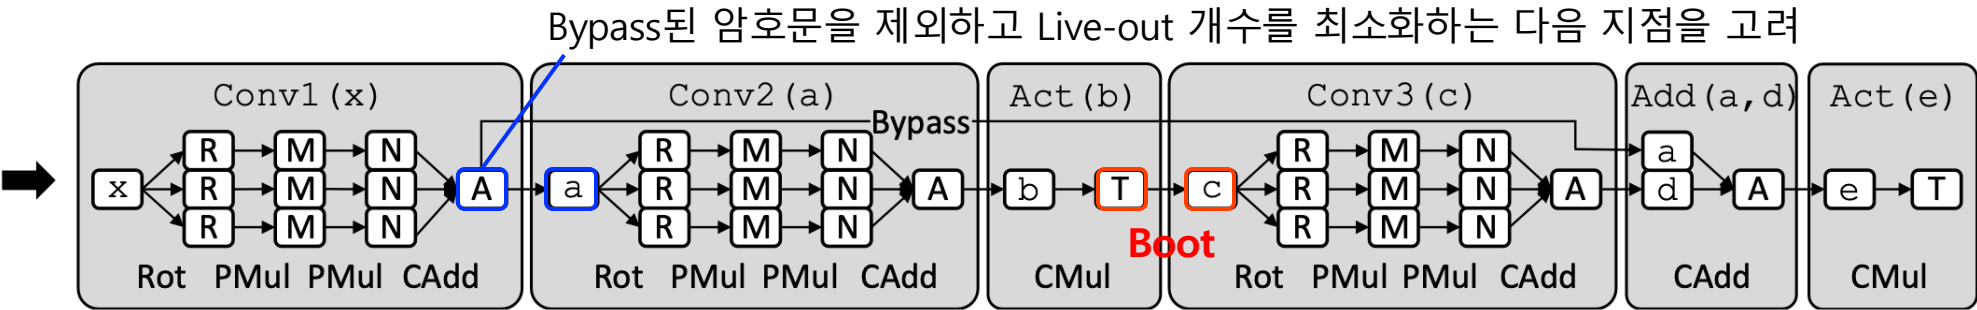 Bypass된 암호문을 제외하고 Live-out 개수를 최소화하는 다음 지점을 고려
Conv1(x) Conv2(a) Act(b) Conv3(c) Add(a,d) Act(e)
Bypass
R M N R M N R M N a
x R M N A a R M N A b T c R M N A d A e T
R M N R M N R M N
Boot
Rot PMul PMul CAdd Rot PMul PMul CAdd CMul Rot PMul PMul CAdd CAdd CMul